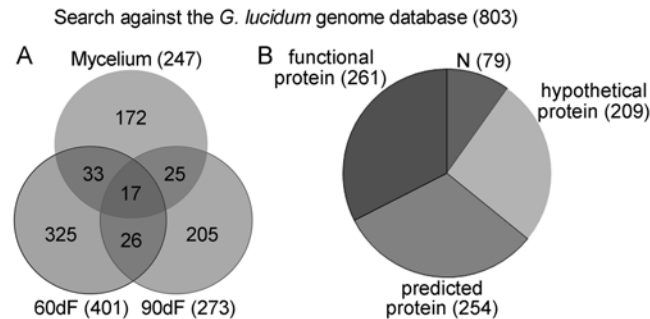 Search against the G. lucidum genome database (803)
A
Mycelium (247)
172
33
25
17
325
26
205
60dF (401)
90dF (273)
B
functional
protein (261)
N (79)
hypothetical
protein (209)
predicted
protein (254)